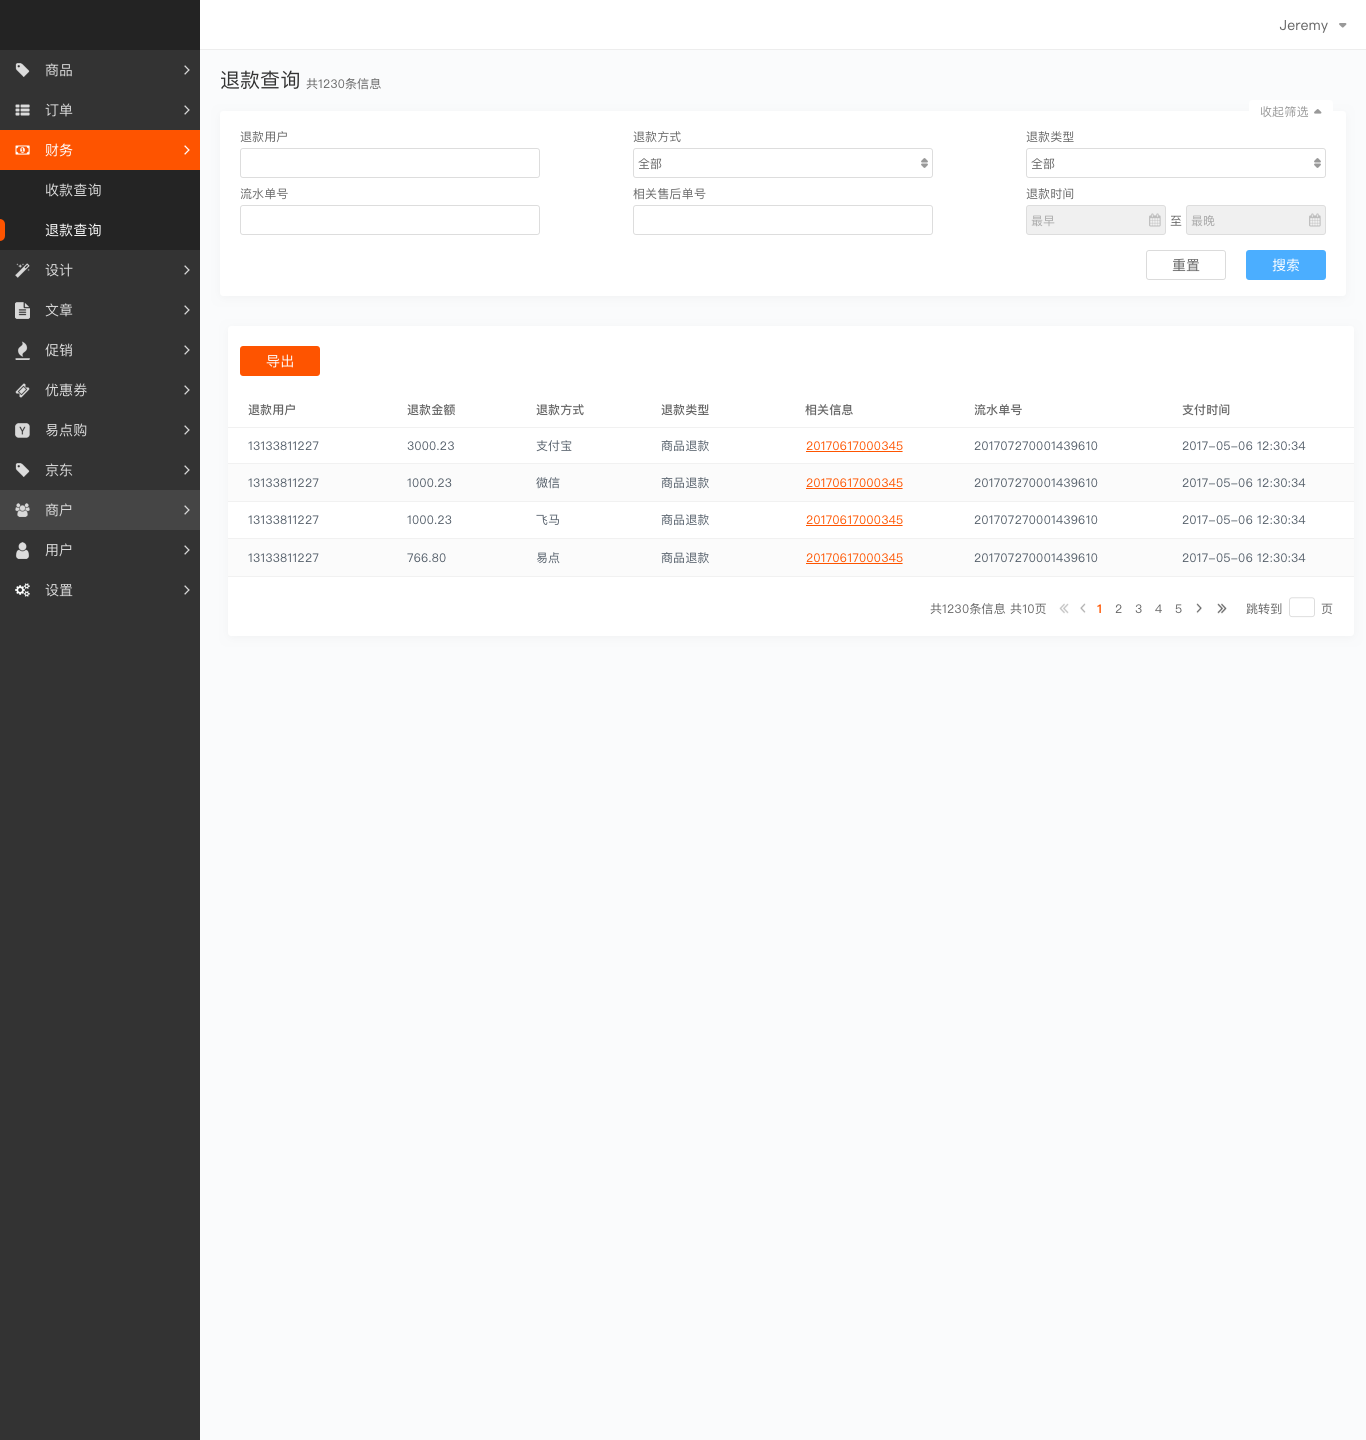 Jeremy
商品
订单
财务
收款查询
退款查询
设计
文章
促销
优惠券
易点购
京东
商户
用户
设置
退款查询 共1230条信息
收起筛选
退款用户 退款方式 退款类型
全部 全部
流水单号 相关售后单号 退款时间
最早 至 最晚
重置 搜索
导出
退款用户 退款金额 退款方式 退款类型 相关信息 流水单号 支付时间
13133811227 3000.23 支付宝 商品退款 20170617000345 201707270001439610 2017-05-06 12:30:34
13133811227 1000.23 微信 商品退款 20170617000345 201707270001439610 2017-05-06 12:30:34
13133811227 1000.23 飞马 商品退款 20170617000345 201707270001439610 2017-05-06 12:30:34
13133811227 766.80 易点 商品退款 20170617000345 201707270001439610 2017-05-06 12:30:34
共1230条信息 共10页 1 2 3 4 5 跳转到 页